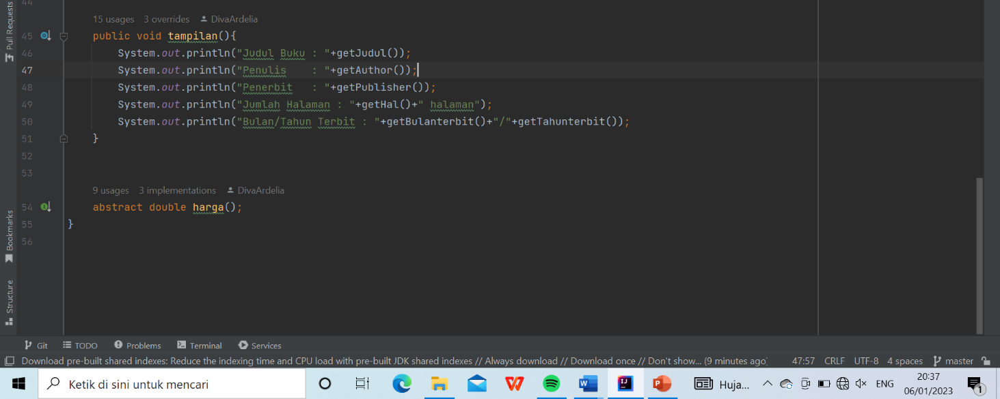 44
15 usages 3 overrides DivaArdelia
45 public void tampilan(){
46 System.out.println("Judul Buku : "+getJudul());
47 System.out.println("Penulis    : "+getAuthor());
48 System.out.println("Penerbit   : "+getPublisher());
49 System.out.println("Jumlah Halaman : "+getHal()+" halaman");
50 System.out.println("Bulan/Tahun Terbit : "+getBulanterbit()+"/"+getTahunterbit());
51 }
52
53
9 usages 3 implementations DivaArdelia
54 abstract double harga();
55 }
56
Pull Requests
Bookmarks
Structure
Git TODO Problems Terminal Services
Download pre-built shared indexes: Reduce the indexing time and CPU load with pre-built JDK shared indexes // Always download // Download once // Don't show... (9 minutes ago) 47:57 CRLF UTF-8 4 spaces master
Ketik di sini untuk mencari Huja... ENG 20:37
06/01/2023 1